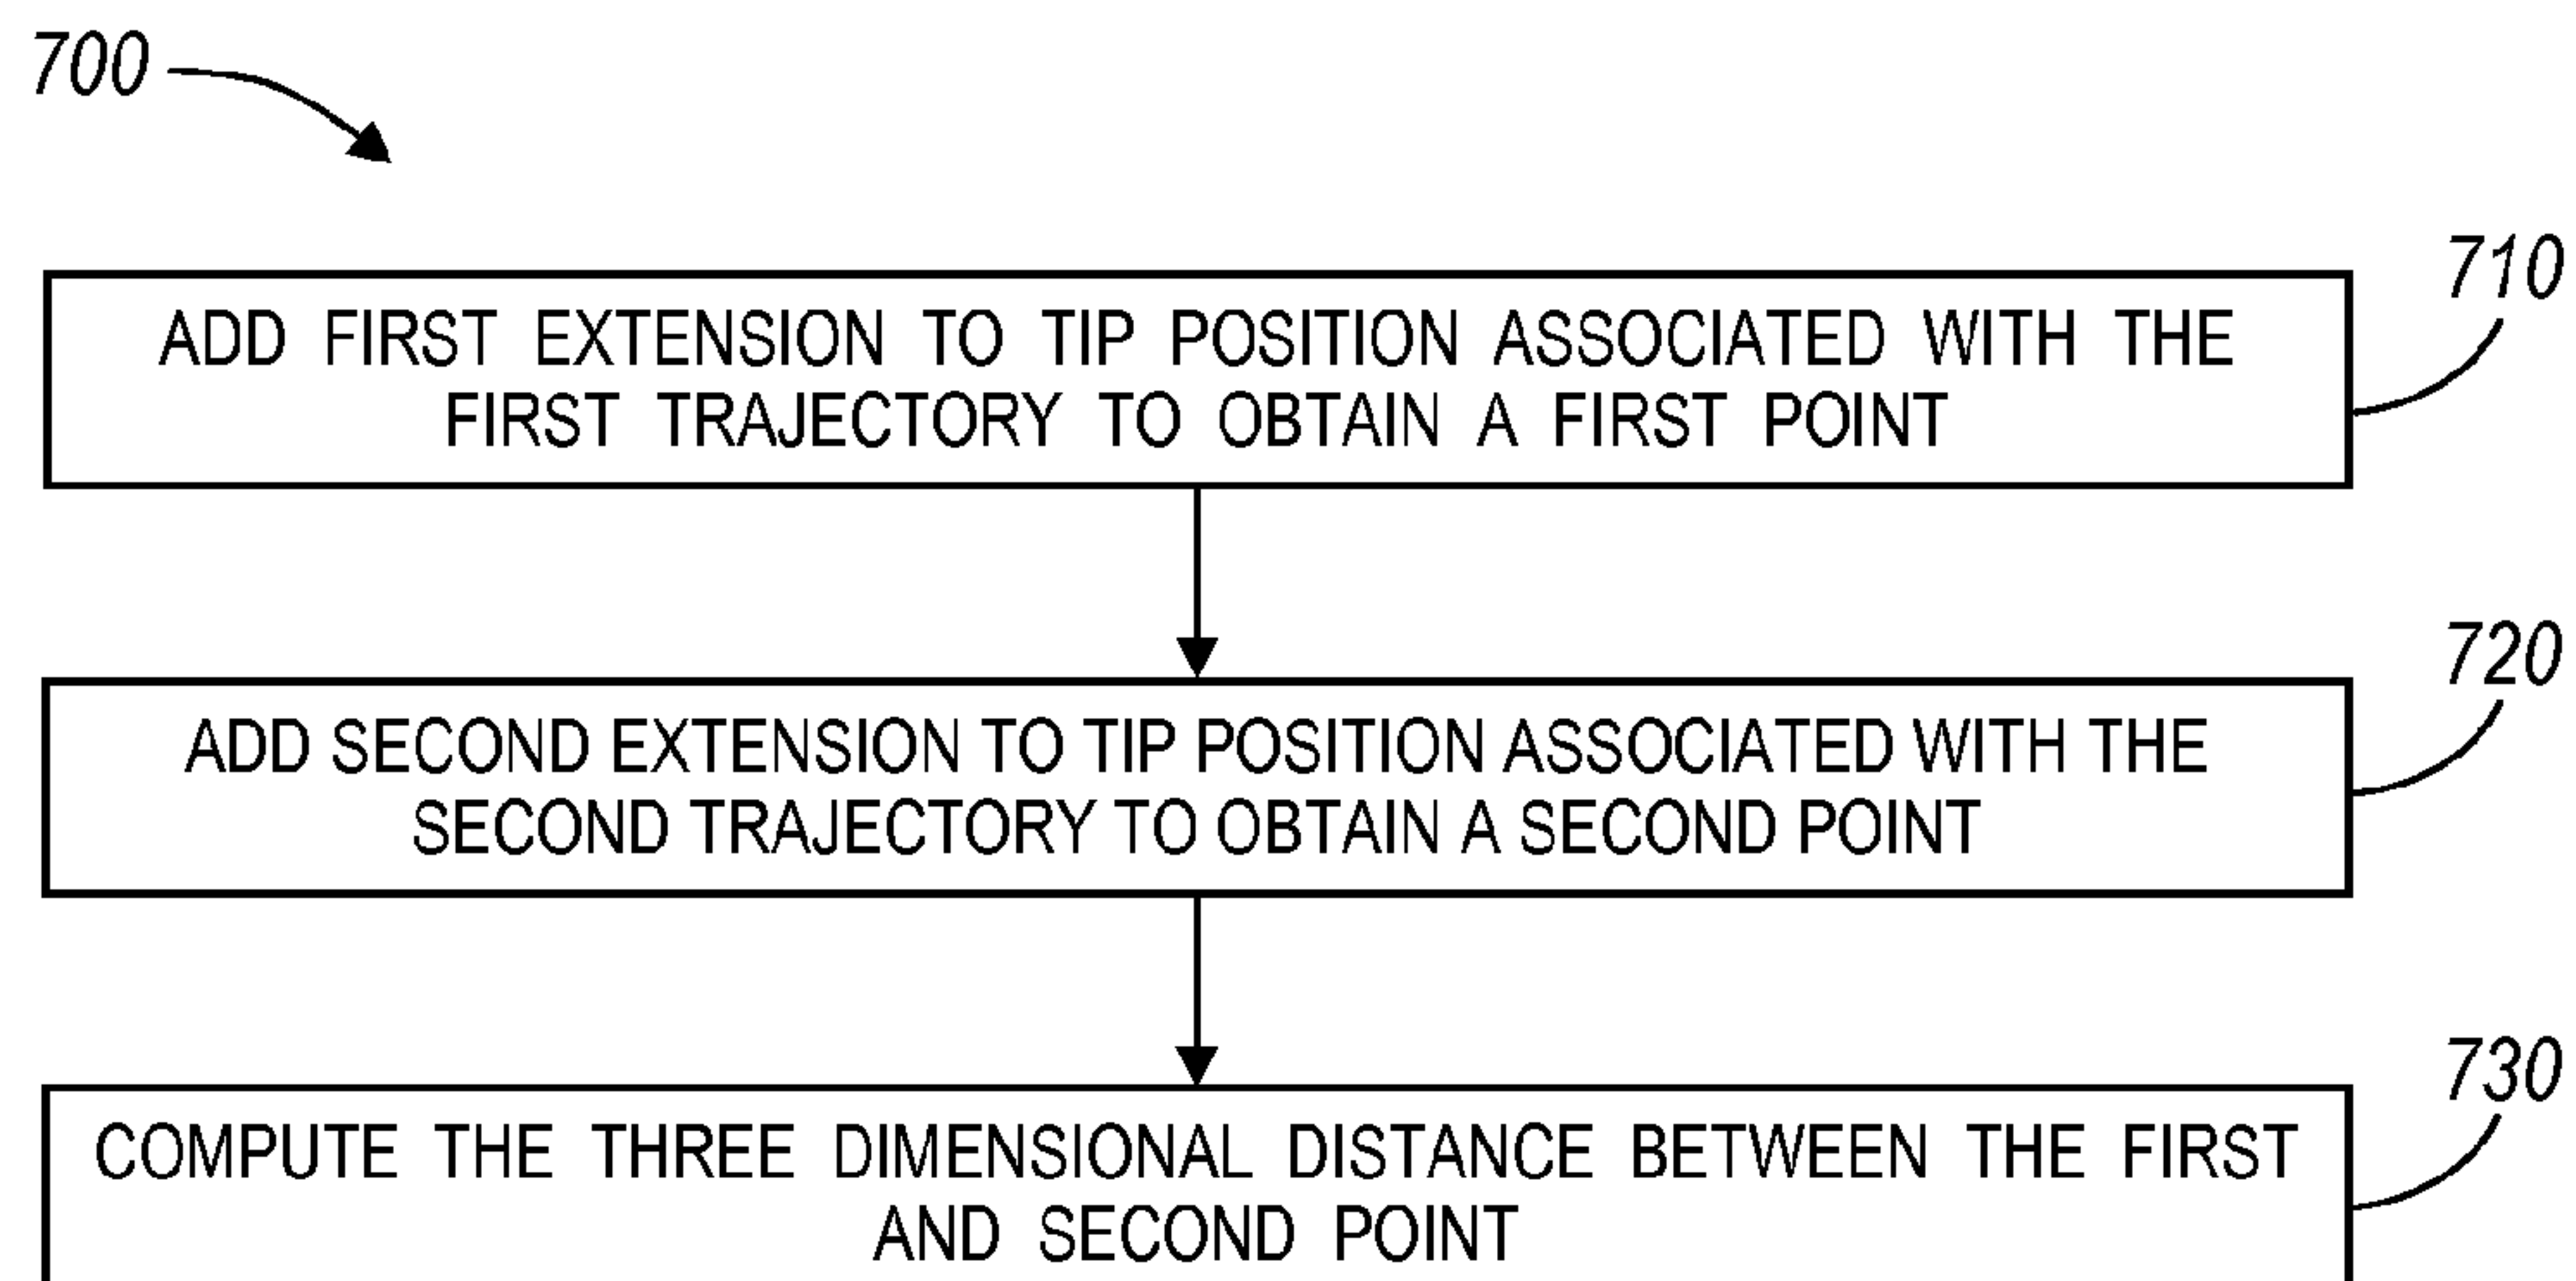 700
710
ADD FIRST EXTENSION TO TIP POSITION ASSOCIATED WITH THE
FIRST TRAJECTORY TO OBTAIN A FIRST POINT
720
ADD SECOND EXTENSION TO TIP POSITION ASSOCIATED WITH THE
SECOND TRAJECTORY TO OBTAIN A SECOND POINT
730
COMPUTE THE THREE DIMENSIONAL DISTANCE BETWEEN THE FIRST
AND SECOND POINT